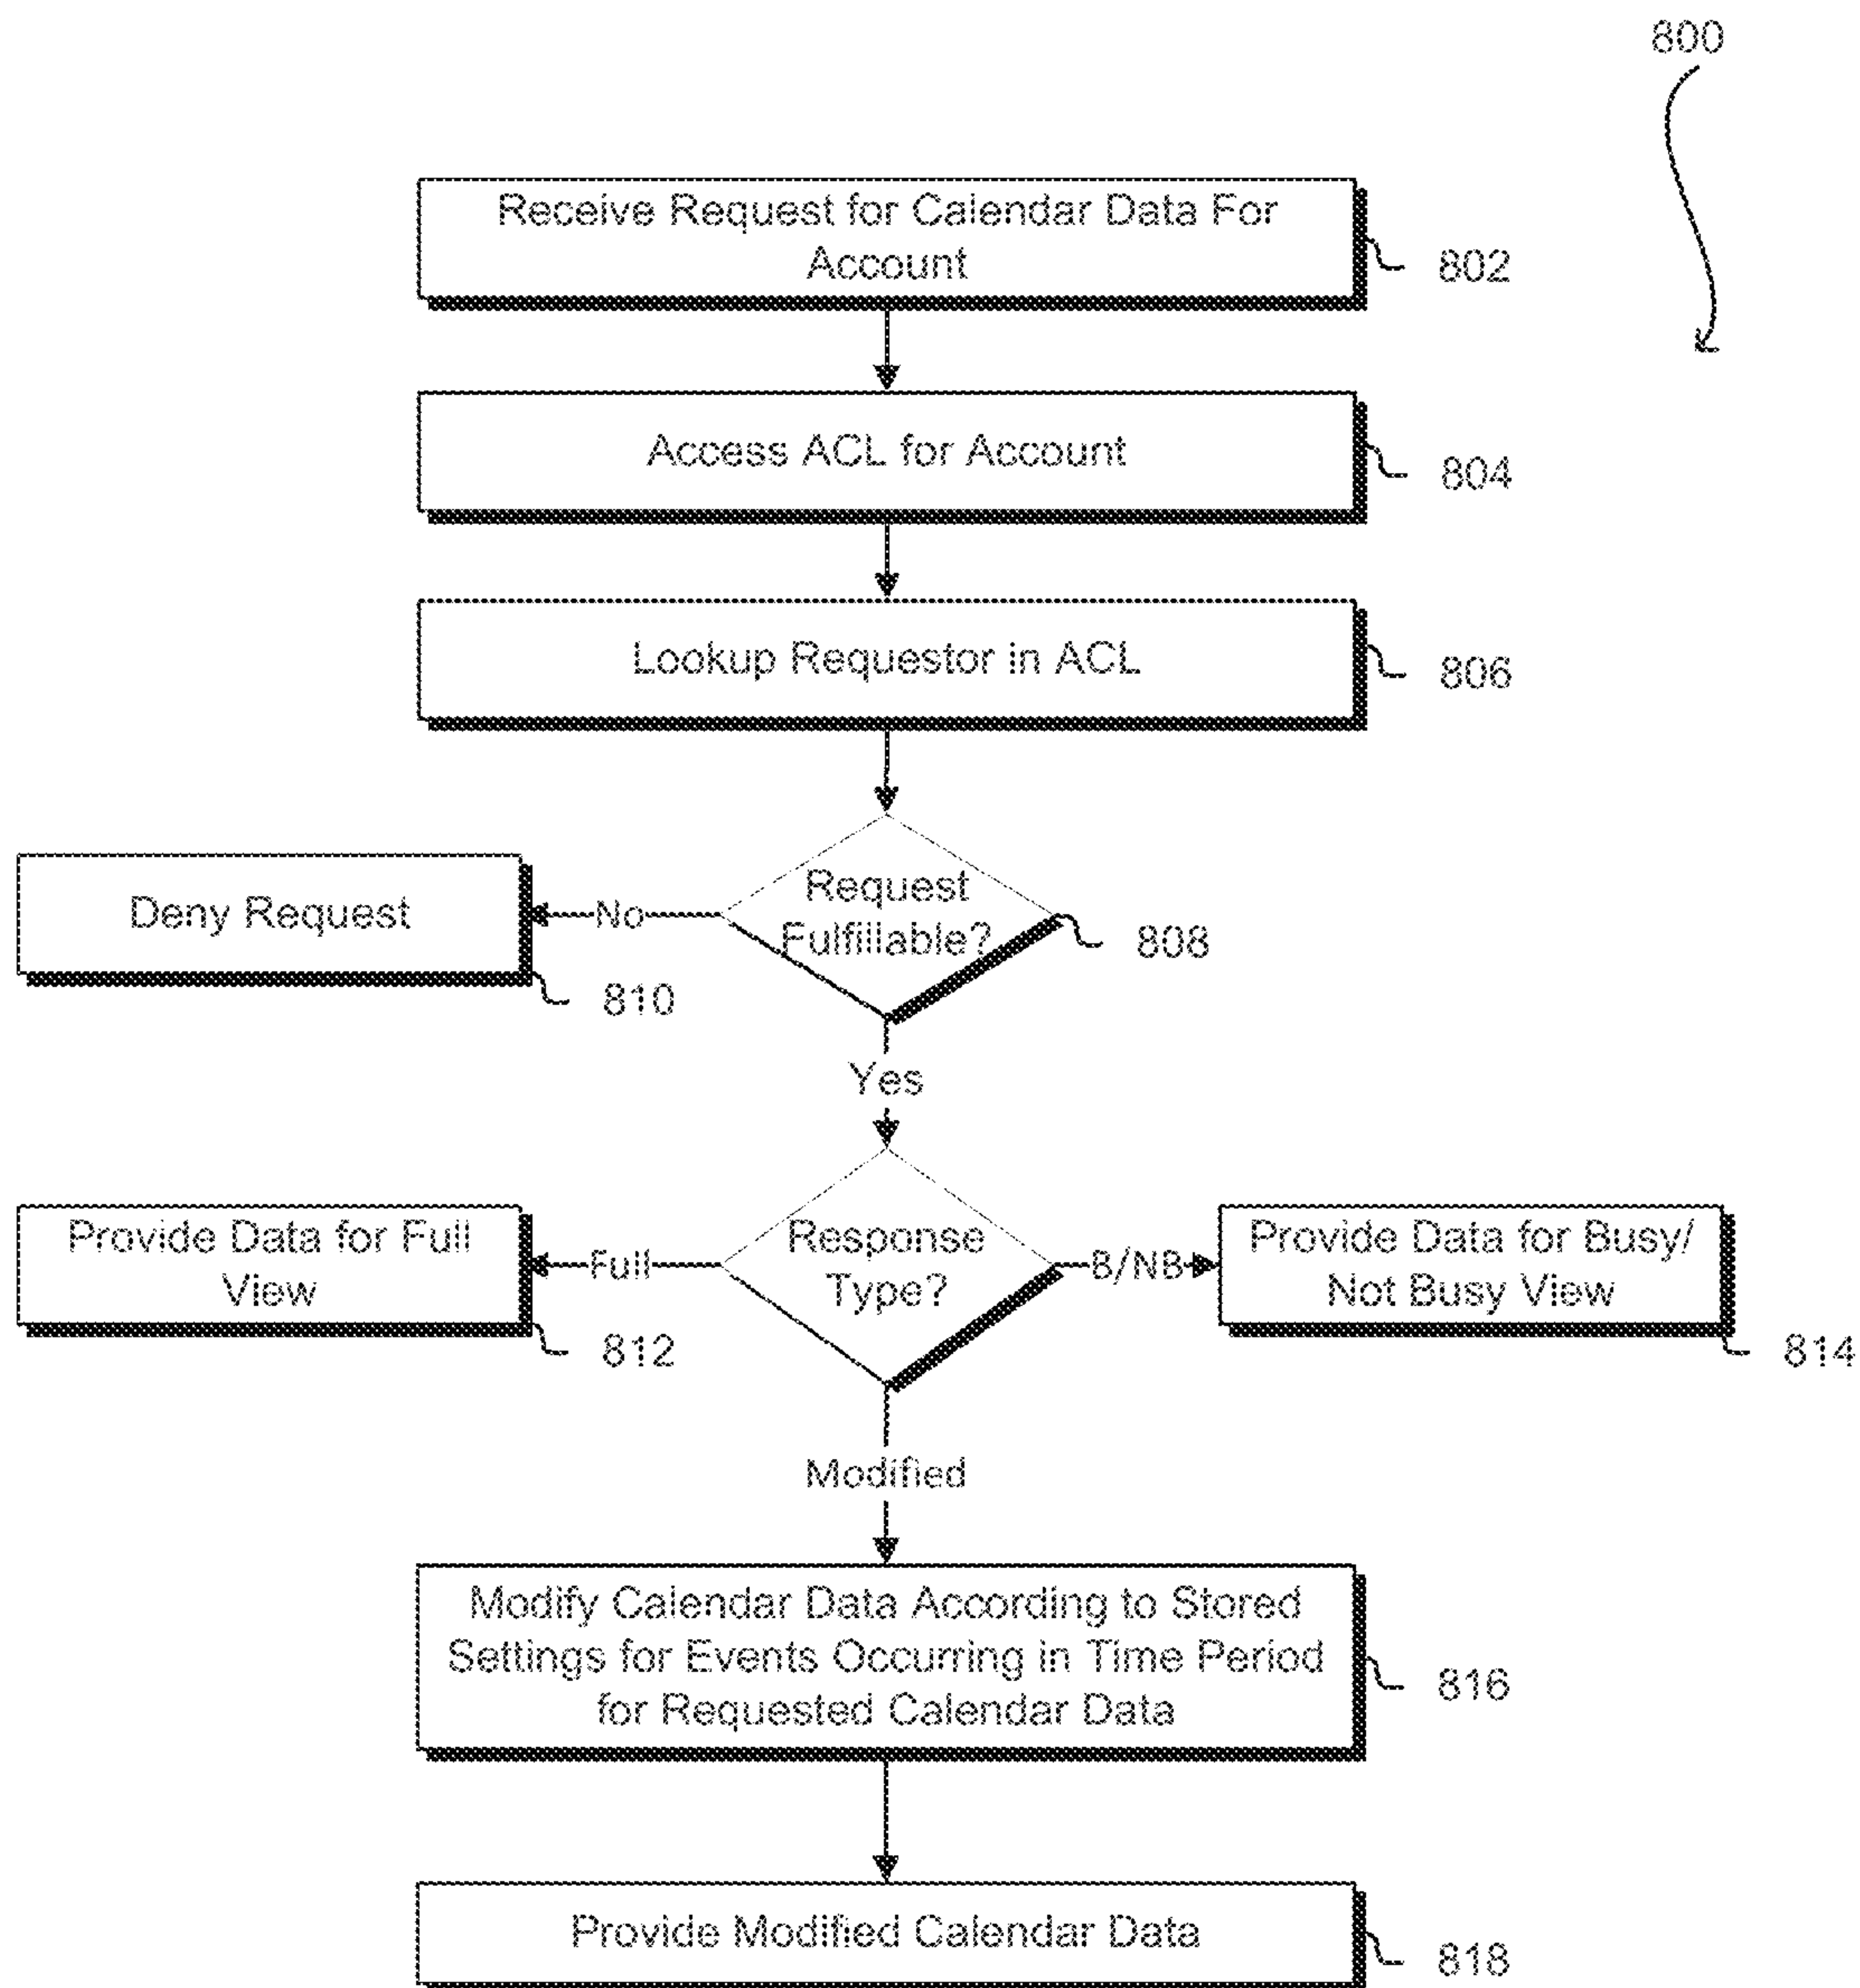 800
Receive Request for Calendar Data For
Account
802
Access ACL for Account
804
Lookup Requestor in ACL
806
Request
Fulfillable?
808
No
Deny Request
810
Yes
Response
Type?
Full
Provide Data for Full
View
812
B/NB
Provide Data for Busy/
Not Busy View
814
Modified
Modify Calendar Data According to Stored
Settings for Events Occurring in Time Period
for Requested Calendar Data
816
Provide Modified Calendar Data
818